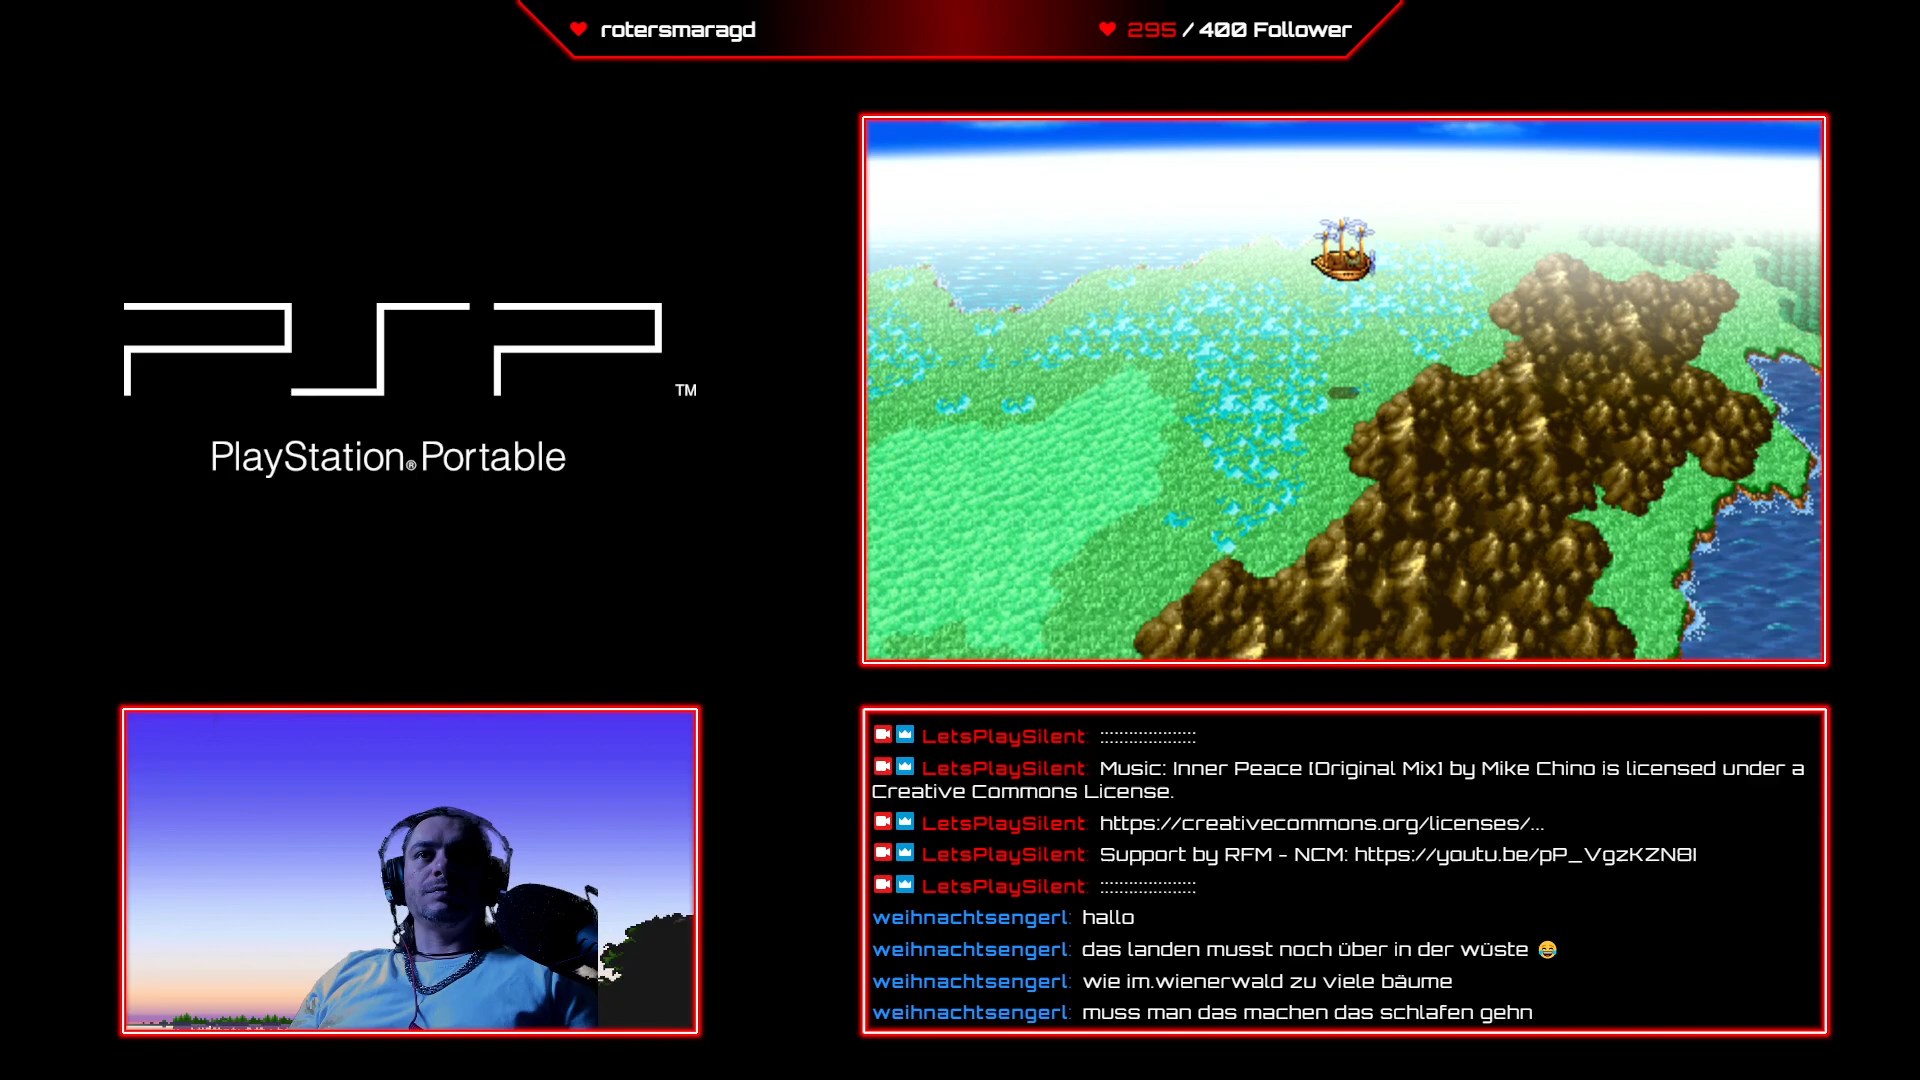 rotersmaragd
295 / 400 Follower
PSP TM
PlayStation® Portable
LetsPlaySilent: ::::::::::::::::::::
LetsPlaySilent: Music: Inner Peace [Original Mix] by Mike Chino is licensed under a
Creative Commons License.
LetsPlaySilent: https://creativecommons.org/licenses/...
LetsPlaySilent: Support by RFM - NCM: https://youtu.be/pP_VgzKZN8I
LetsPlaySilent: ::::::::::::::::::::
weihnachtsengerl: hallo
weihnachtsengerl: das landen musst noch über in der wüste 😂
weihnachtsengerl: wie im.wienerwald zu viele bäume
weihnachtsengerl: muss man das machen das schlafen gehn